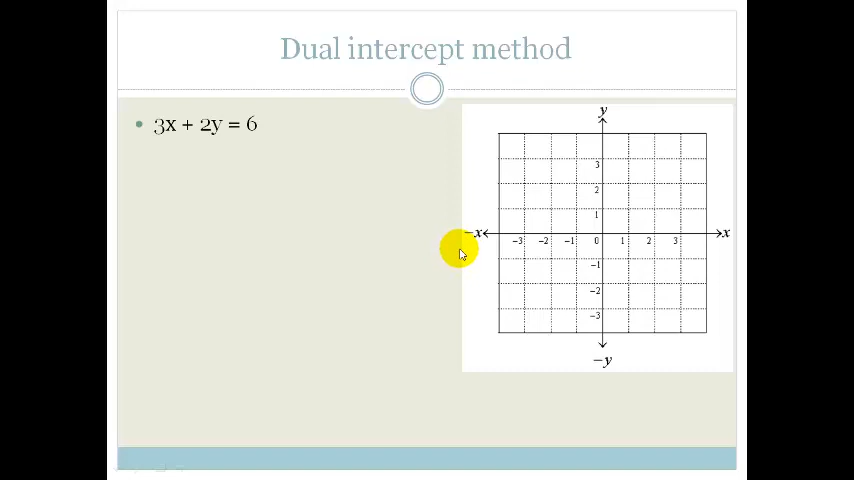 Dual intercept method
• 3x + 2y = 6
y
3
2
1
−x
x
−3 −2 −1 0 1 2 3
−1
−2
−3
−y